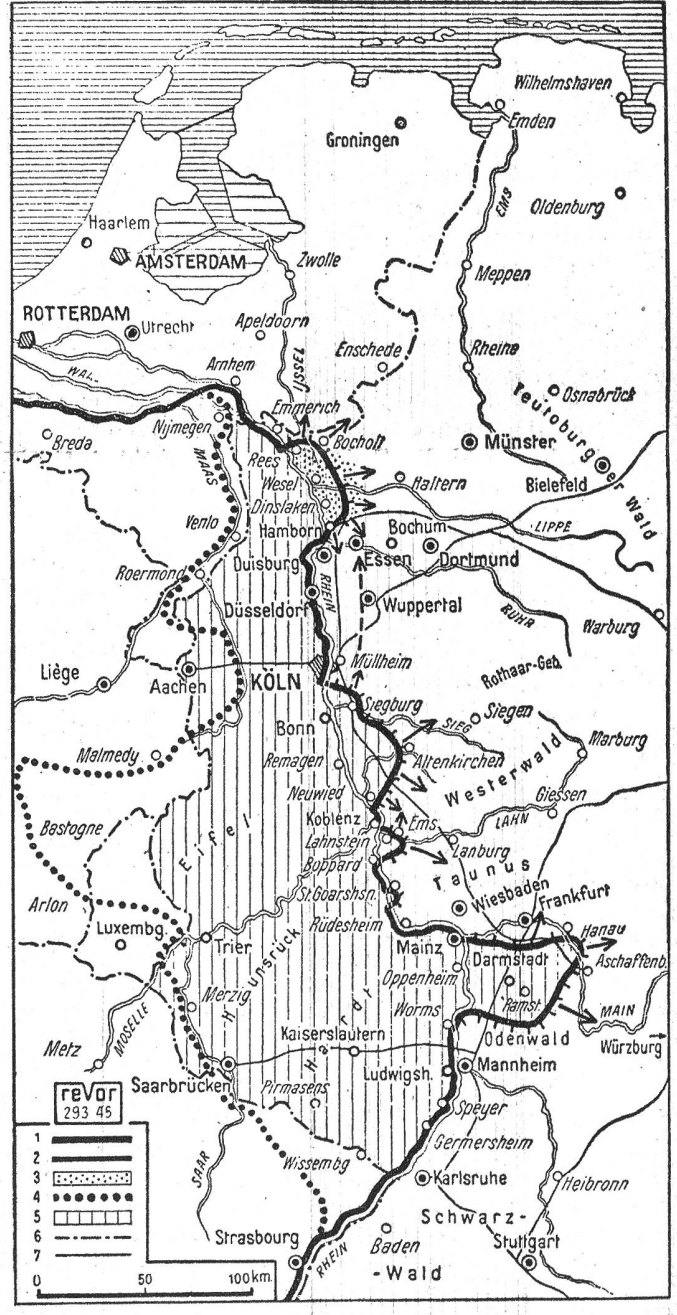 Wilhelmshaven
Emden
Groningen
EMS
Oldenburg
Haarlem
AMSTERDAM
Zwolle
Meppen
ROTTERDAM
Utrecht
Apeldoorn
Enschede
Rheine
WAL
Arnhem
IJSSEL
Osnabrück
Teutoburger Wald
Emmerich
Nijmegen
Bocholt
Münster
Breda
Rees
MAAS
Wesel
Haltern
Bielefeld
Dinslaken
Venlo
Hamborn
Bochum
LIPPE
Duisburg
Essen
Dortmund
Roermond
RHEIN
Düsseldorf
Wuppertal
RUHR
Warburg
Müllheim
Rothaar-Geb.
Liège
Aachen
KÖLN
Siegburg
Siegen
SIEG
Bonn
Marburg
Malmedy
Remagen
Altenkirchen
Westerwald
Neuwied
Giessen
Koblenz
Ems
LAHN
Bastogne
Eifel
Lahnstein
Lanburg
Boppard
Taunus
St.Goarshsn.
Wiesbaden
Frankfurt
Arlon
Rüdesheim
Hanau
Luxembg.
Trier
Hunsrück
Mainz
Darmstadt
Aschaffenb.
Oppenheim
Ramst.
Merzig
Haardt
Worms
MAIN
MOSELLE
Odenwald
Würzburg
Metz
Kaiserslautern
Ludwigsh.
Mannheim
Saarbrücken
Pirmasens
Speyer
reVor
293 45
Germersheim
SAAR
Wissembg
Karlsruhe
Heilbronn
Schwarz-
Strasbourg
RHEIN
Baden
Stuttgart
-Wald
1
2
3
4
5
6
7
0 50 100 km.